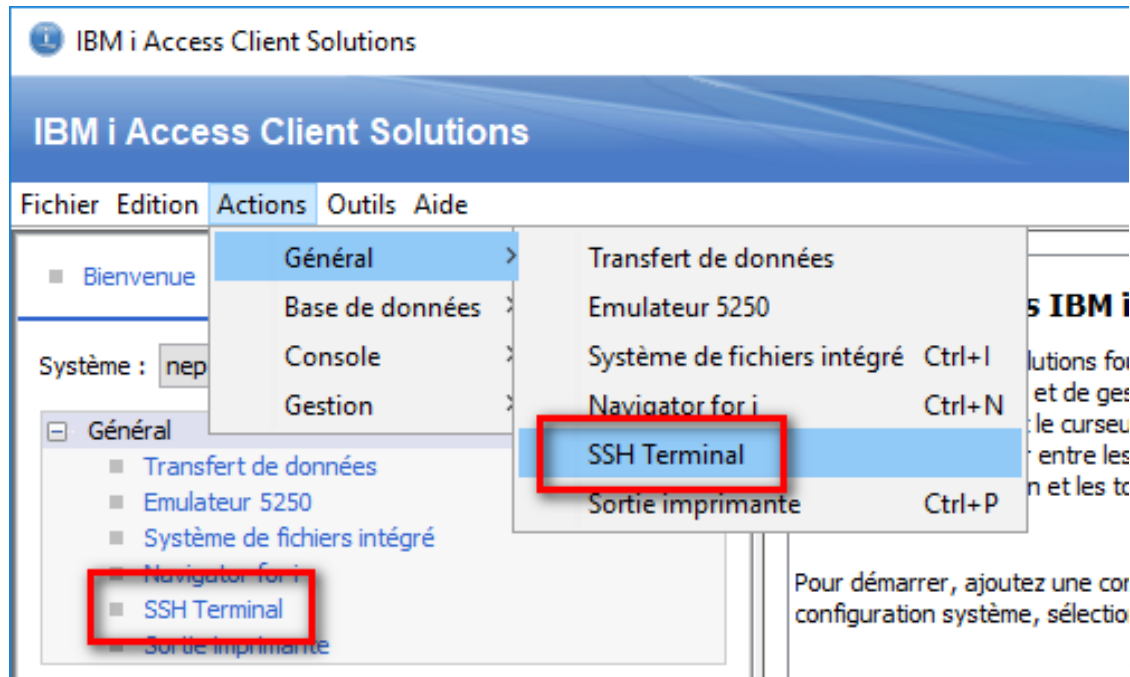 IBM i Access Client Solutions
IBM i Access Client Solutions
Fichier Edition Actions Outils Aide
Bienvenue
Système : nep
Général
Transfert de données
Emulateur 5250
Système de fichiers intégré
Navigator for i
SSH Terminal
Sortie imprimante
Général >
Base de données >
Console >
Gestion >
Transfert de données
Emulateur 5250
Système de fichiers intégré Ctrl+I
Navigator for i Ctrl+N
SSH Terminal
Sortie imprimante Ctrl+P
s IBM i
lutions fou
et de ges
le curseu
r entre les
n et les to
Pour démarrer, ajoutez une con
configuration système, sélection